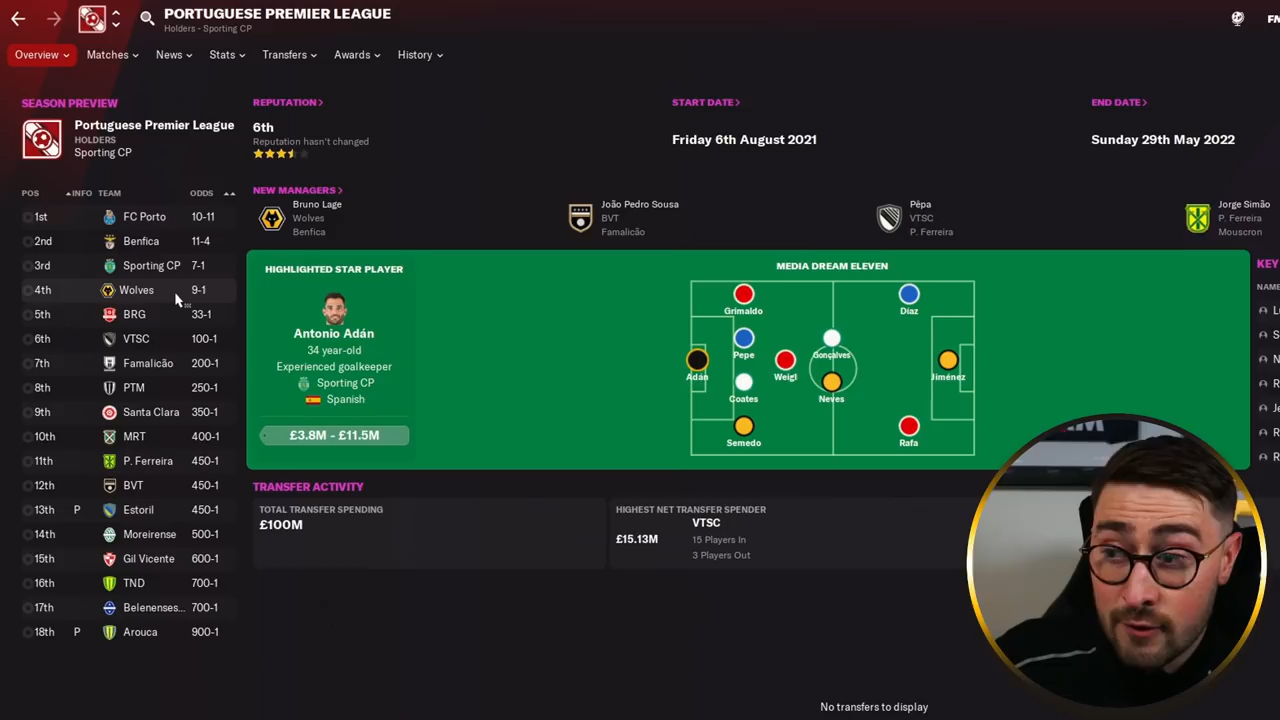 PORTUGUESE PREMIER LEAGUE
Holders - Sporting CP
FM
Overview
Matches
News
Stats
Transfers
Awards
History
SEASON PREVIEW
Portuguese Premier League
HOLDERS
Sporting CP
REPUTATION
6th
Reputation hasn't changed
START DATE
Friday 6th August 2021
END DATE
Sunday 29th May 2022
NEW MANAGERS
Bruno Lage
Wolves
Benfica
João Pedro Sousa
BVT
Famalicão
Pêpa
VTSC
P. Ferreira
Jorge Simão
P. Ferreira
Mouscron
POS INFO TEAM ODDS
1st FC Porto 10-11
2nd Benfica 11-4
3rd Sporting CP 7-1
4th Wolves 9-1
5th BRG 33-1
6th VTSC 100-1
7th Famalicão 200-1
8th PTM 250-1
9th Santa Clara 350-1
10th MRT 400-1
11th P. Ferreira 450-1
12th BVT 450-1
13th P Estoril 450-1
14th Moreirense 500-1
15th Gil Vicente 600-1
16th TND 700-1
17th Belenenses... 700-1
18th P Arouca 900-1
HIGHLIGHTED STAR PLAYER
Antonio Adán
34 year-old
Experienced goalkeeper
Sporting CP
Spanish
£3.8M - £11.5M
MEDIA DREAM ELEVEN
Grimaldo
Díaz
Pepe
Gonçalves
Adán
Weigl
Jiménez
Coates
Neves
Semedo
Rafa
KEY
NAME
TRANSFER ACTIVITY
TOTAL TRANSFER SPENDING
£100M
HIGHEST NET TRANSFER SPENDER
VTSC
£15.13M
15 Players In
3 Players Out
No transfers to display